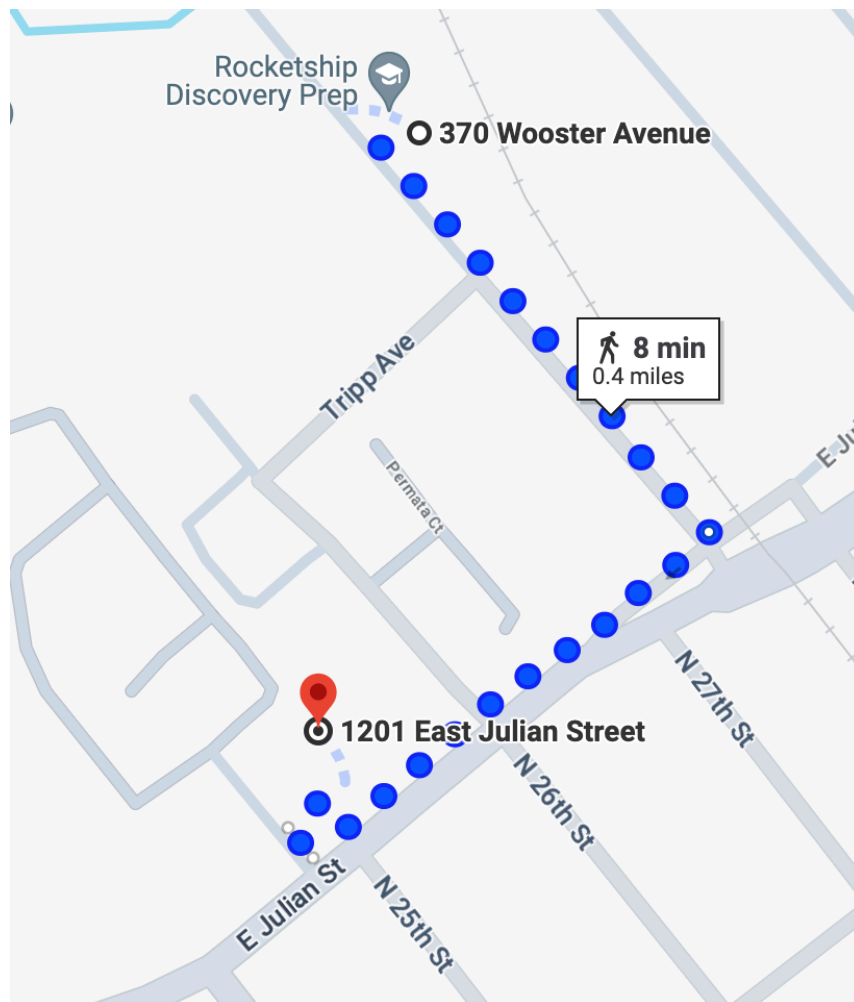 Rocketship
Discovery Prep
370 Wooster Avenue
8 min
0.4 miles
Tripp Ave
E Ju
Permata Ct
N 27th St
1201 East Julian Street
N 26th St
E Julian St
N 25th St